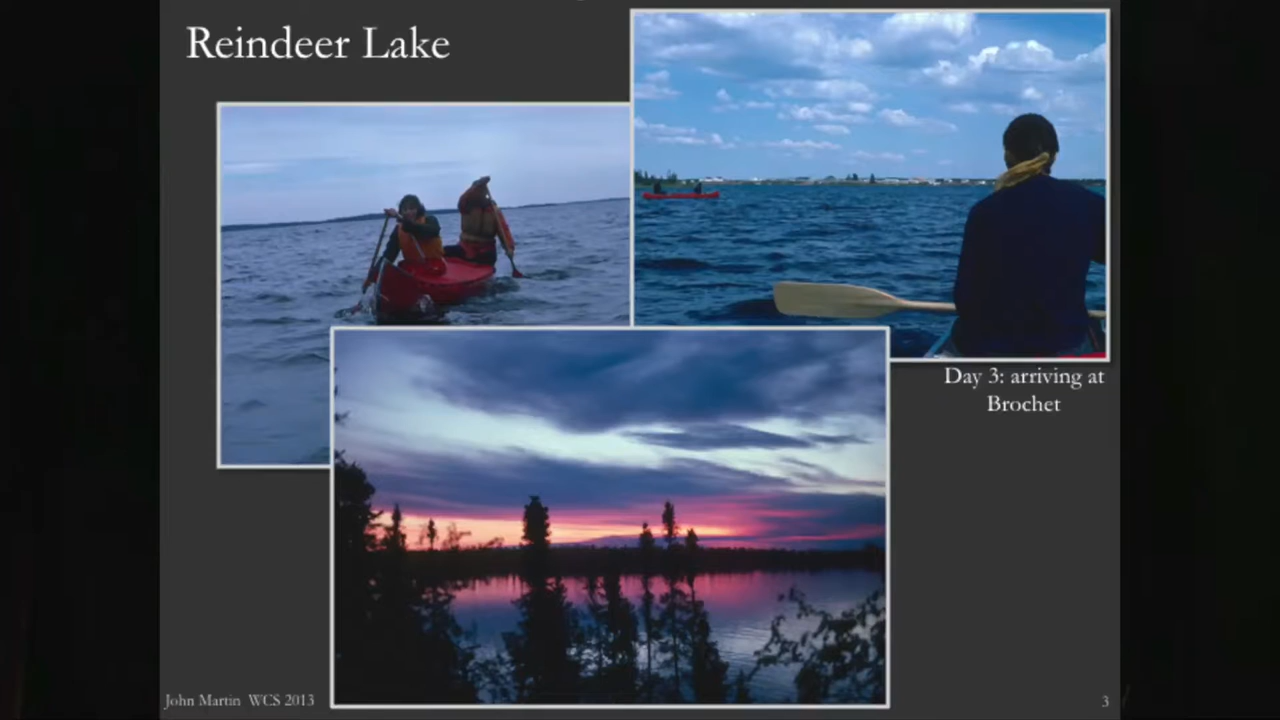 Reindeer Lake
Day 3: arriving at
Brochet
John Martin WCS 2013
3